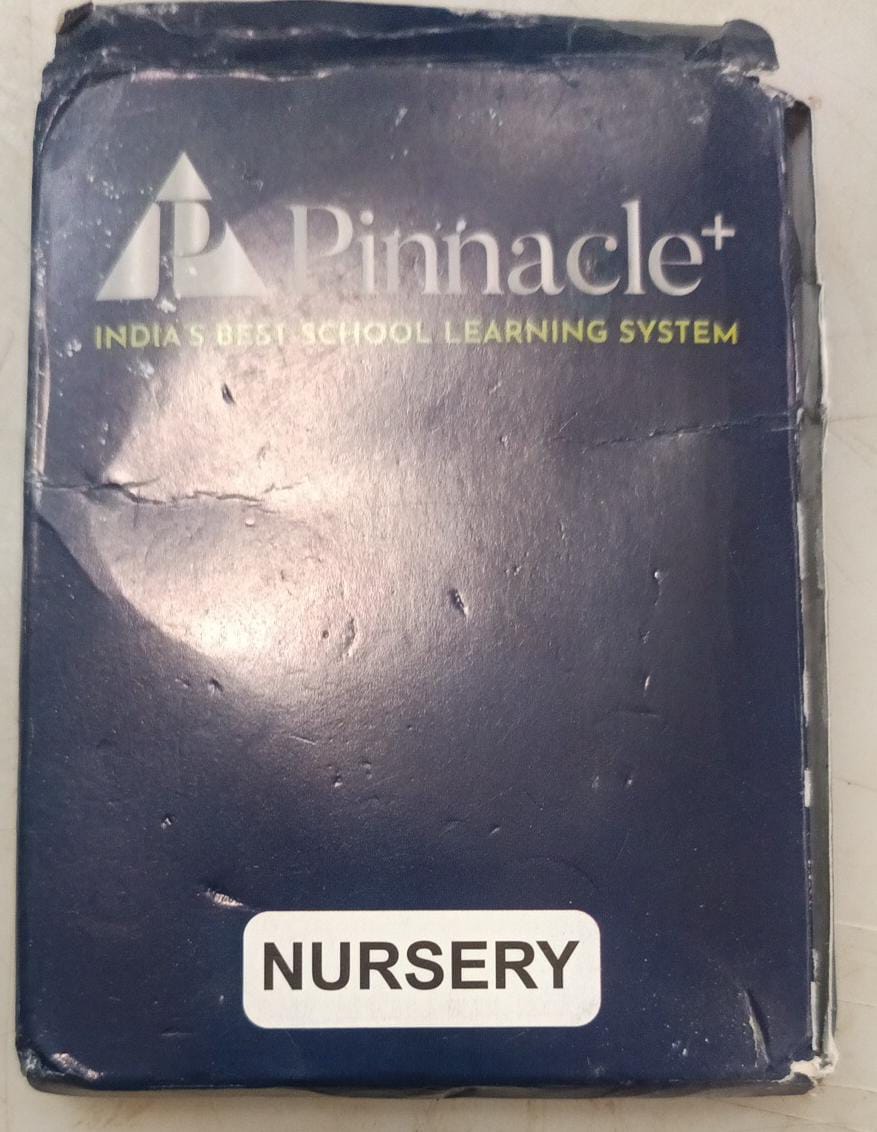 P Pinnacle+
INDIA'S BEST SCHOOL LEARNING SYSTEM
NURSERY